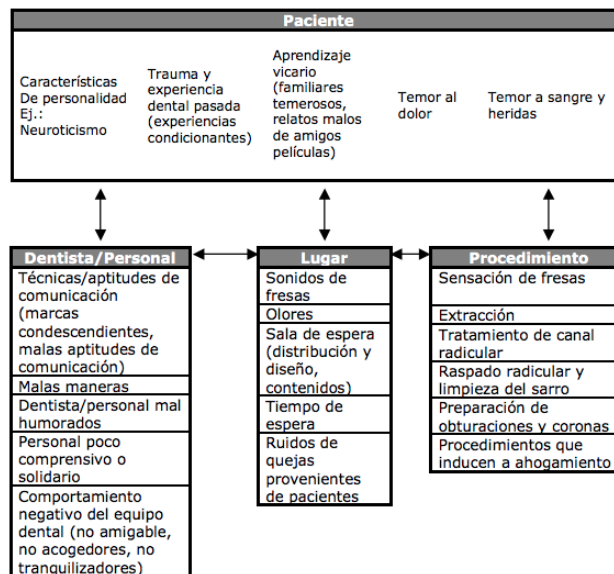 Paciente
Características
De personalidad
Ej.:
Neuroticismo
Trauma y
experiencia
dental pasada
(experiencias
condicionantes)
Aprendizaje
vicario
(familiares
temerosos,
relatos malos
de amigos
películas)
Temor al
dolor
Temor a sangre y
heridas
Dentista/Personal
Técnicas/aptitudes de
comunicación
(marcas
condescendientes,
malas aptitudes de
comunicación)
Malas maneras
Dentista/personal mal
humorados
Personal poco
comprensivo o
solidario
Comportamiento
negativo del equipo
dental (no amigable,
no acogedores, no
tranquilizadores)
Lugar
Sonidos de
fresas
Olores
Sala de espera
(distribución y
diseño,
contenidos)
Tiempo de
espera
Ruidos de
quejas
provenientes
de pacientes
Procedimiento
Sensación de fresas
Extracción
Tratamiento de canal
radicular
Raspado radicular y
limpieza del sarro
Preparación de
obturaciones y coronas
Procedimientos que
inducen a ahogamiento